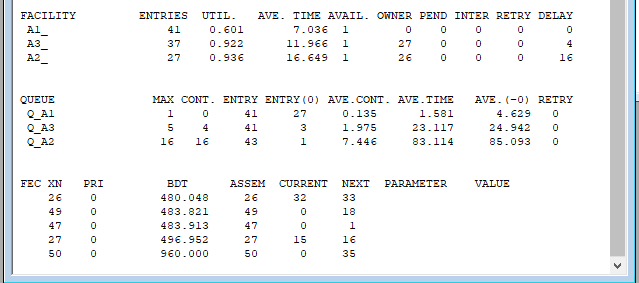 FACILITY ENTRIES UTIL. AVE. TIME AVAIL. OWNER PEND INTER RETRY DELAY
A1_ 41 0.601 7.036 1 0 0 0 0 0
A3_ 37 0.922 11.966 1 27 0 0 0 4
A2_ 27 0.936 16.649 1 26 0 0 0 16
QUEUE MAX CONT. ENTRY ENTRY(0) AVE.CONT. AVE.TIME AVE.(-0) RETRY
Q_A1 1 0 41 27 0.135 1.581 4.629 0
Q_A3 5 4 41 3 1.975 23.117 24.942 0
Q_A2 16 16 43 1 7.446 83.114 85.093 0
FEC XN PRI BDT ASSEM CURRENT NEXT PARAMETER VALUE
26 0 480.048 26 32 33
49 0 483.821 49 0 18
47 0 483.913 47 0 1
27 0 496.952 27 15 16
50 0 960.000 50 0 35